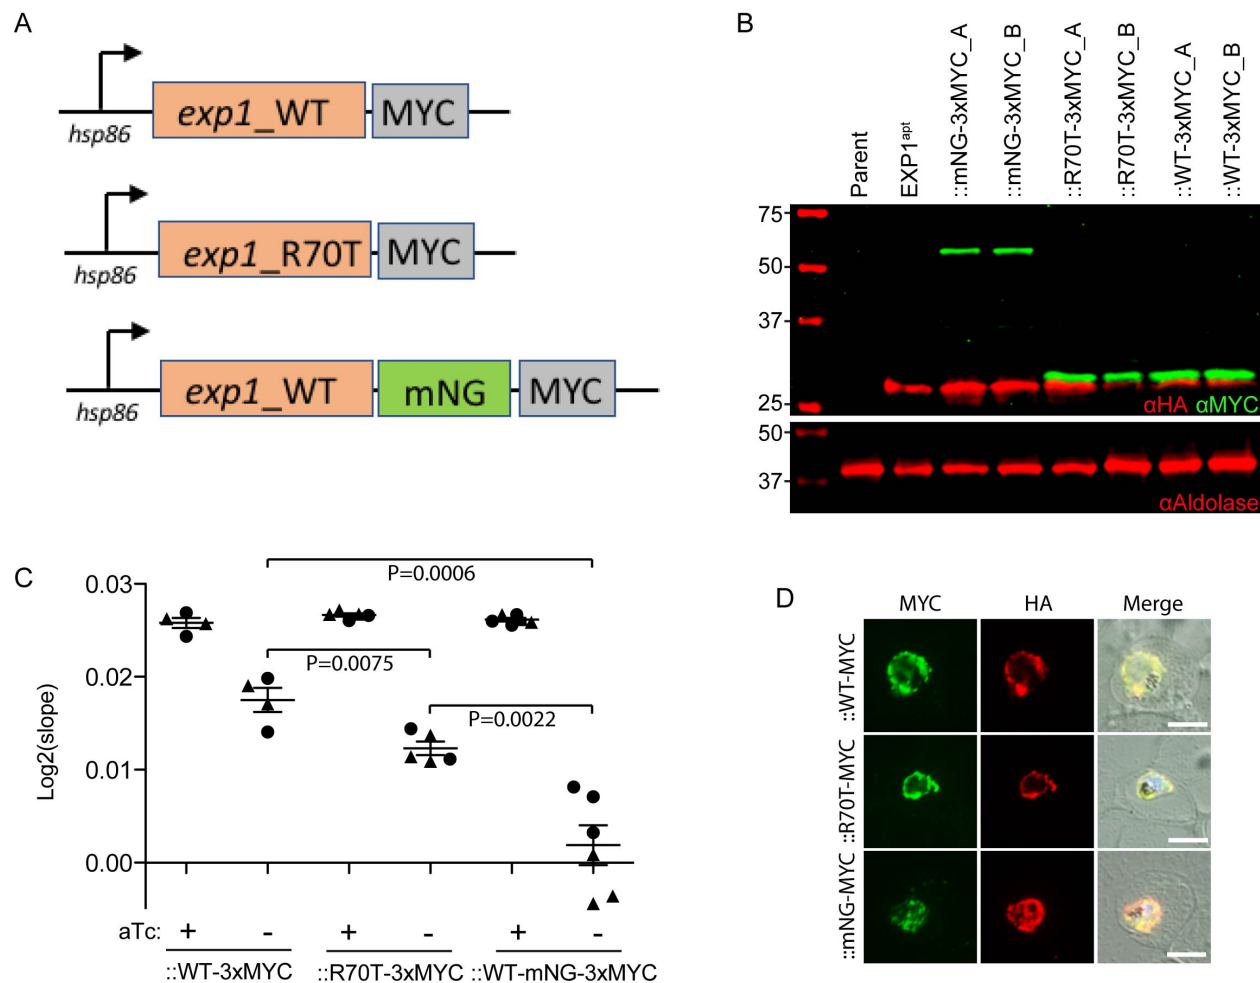 A
exp1_WT MYC
hsp86
exp1_R70T MYC
hsp86
exp1_WT mNG MYC
hsp86
B
Parent
EXP1apt
::mNG-3xMYC_A
::mNG-3xMYC_B
::R70T-3xMYC_A
::R70T-3xMYC_B
::WT-3xMYC_A
::WT-3xMYC_B
75
50
37
25
αHA αMYC
50
37
αAldolase
C
Log2(slope)
0.03
0.02
0.01
0.00
P=0.0006
P=0.0075
P=0.0022
aTc: + - + - + -
::WT-3xMYC ::R70T-3xMYC ::WT-mNG-3xMYC
D
MYC HA Merge
::WT-MYC
::R70T-MYC
::mNG-MYC